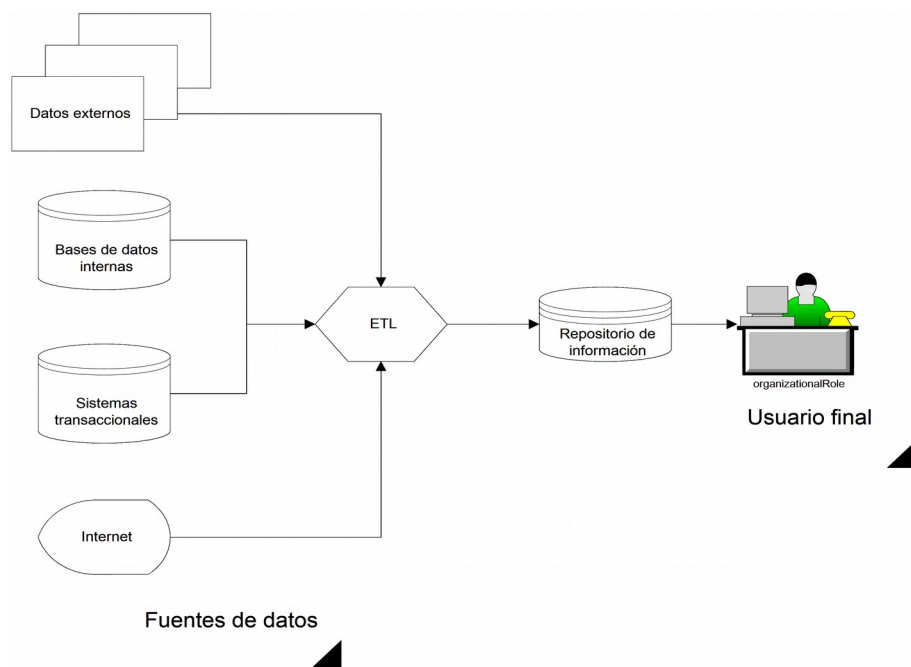 Datos externos
Bases de datos
internas
Sistemas
transaccionales
Internet
ETL
Repositorio de
información
organizationalRole
Usuario final
Fuentes de datos